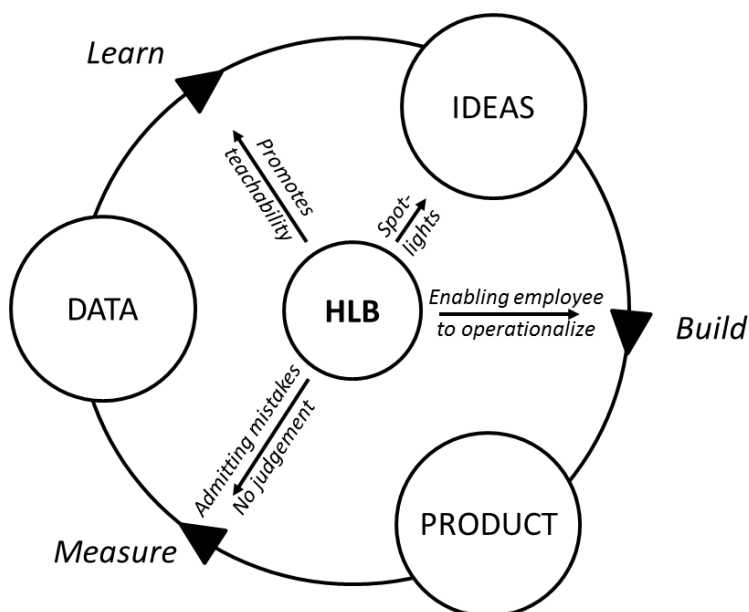 Learn
IDEAS
Promotes
teachability
Spot-
lights
DATA
HLB
Enabling employee
to operationalize
Build
Admitting mistakes
No judgement
PRODUCT
Measure